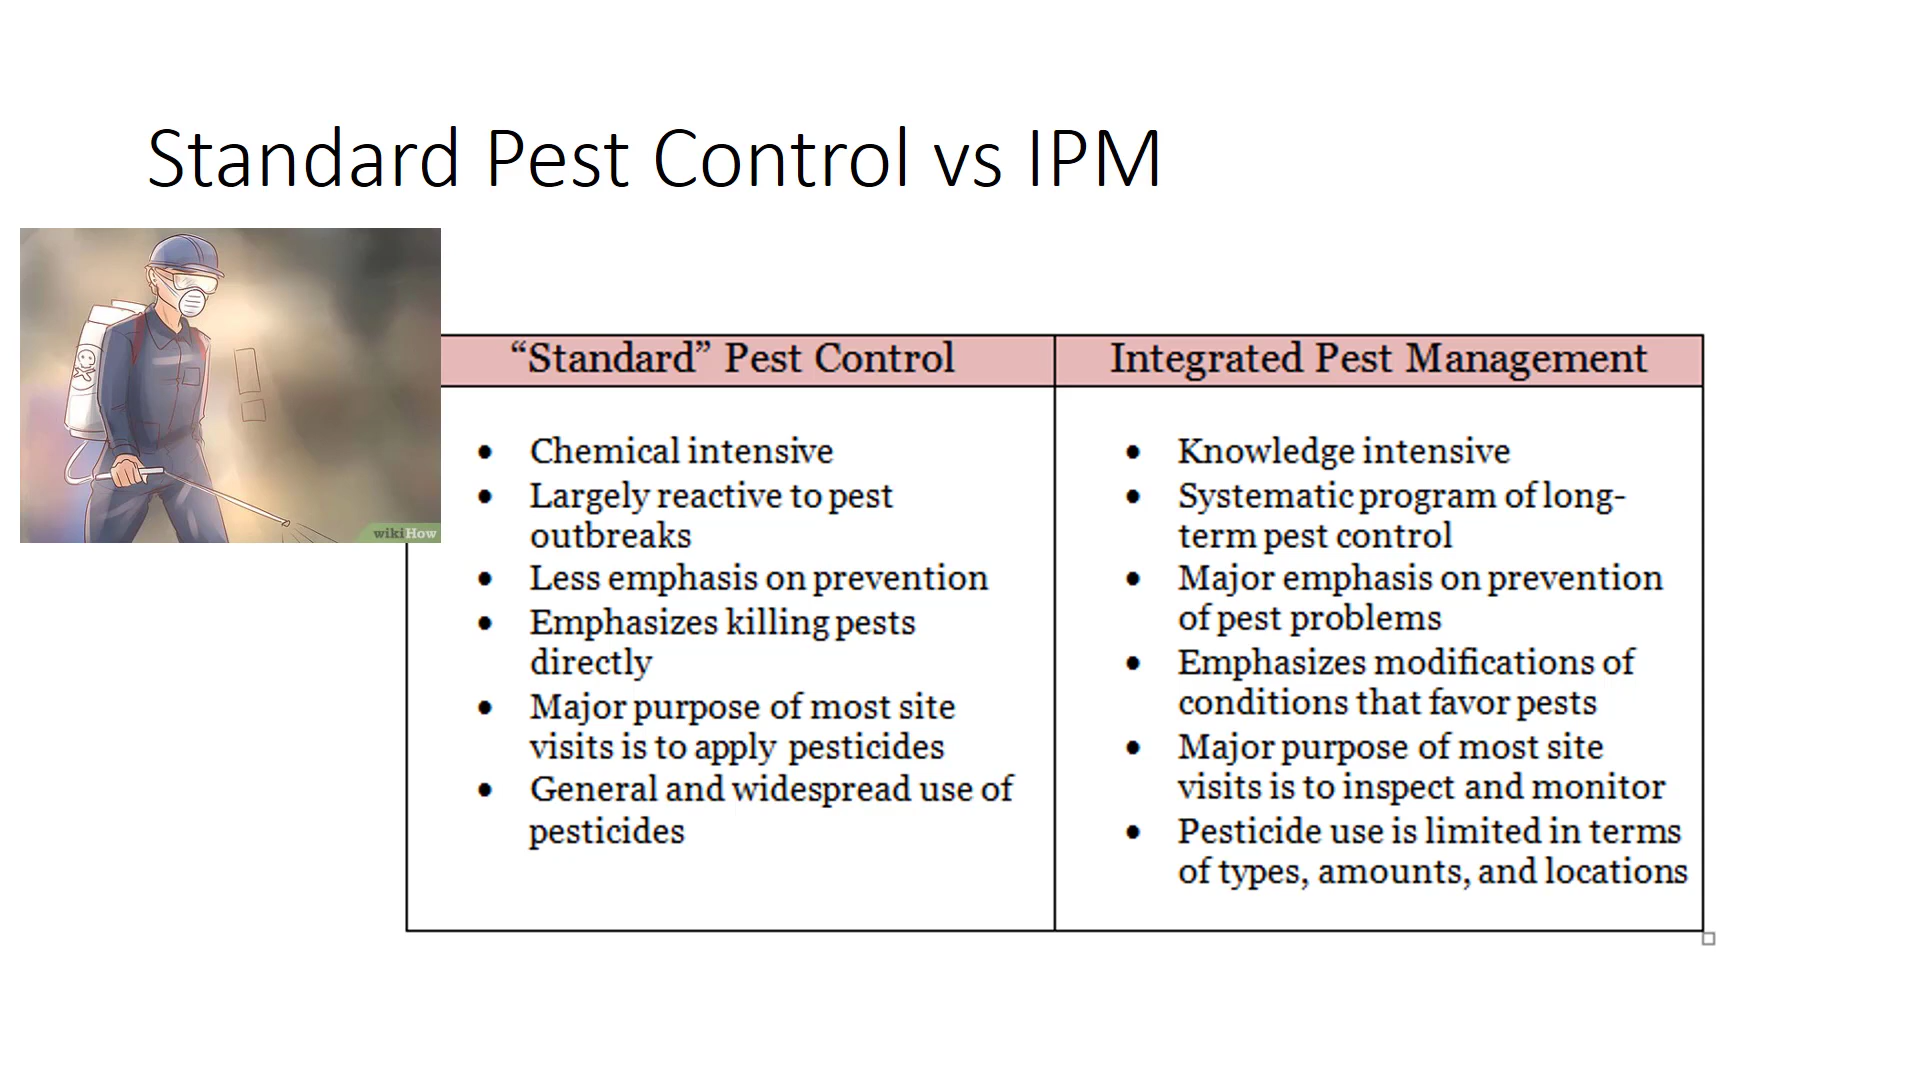 Standard Pest Control vs IPM
wikiHow
“Standard” Pest Control
• Chemical intensive
• Largely reactive to pest
outbreaks
• Less emphasis on prevention
• Emphasizes killing pests
directly
• Major purpose of most site
visits is to apply pesticides
• General and widespread use of
pesticides
Integrated Pest Management
• Knowledge intensive
• Systematic program of long-
term pest control
• Major emphasis on prevention
of pest problems
• Emphasizes modifications of
conditions that favor pests
• Major purpose of most site
visits is to inspect and monitor
• Pesticide use is limited in terms
of types, amounts, and locations